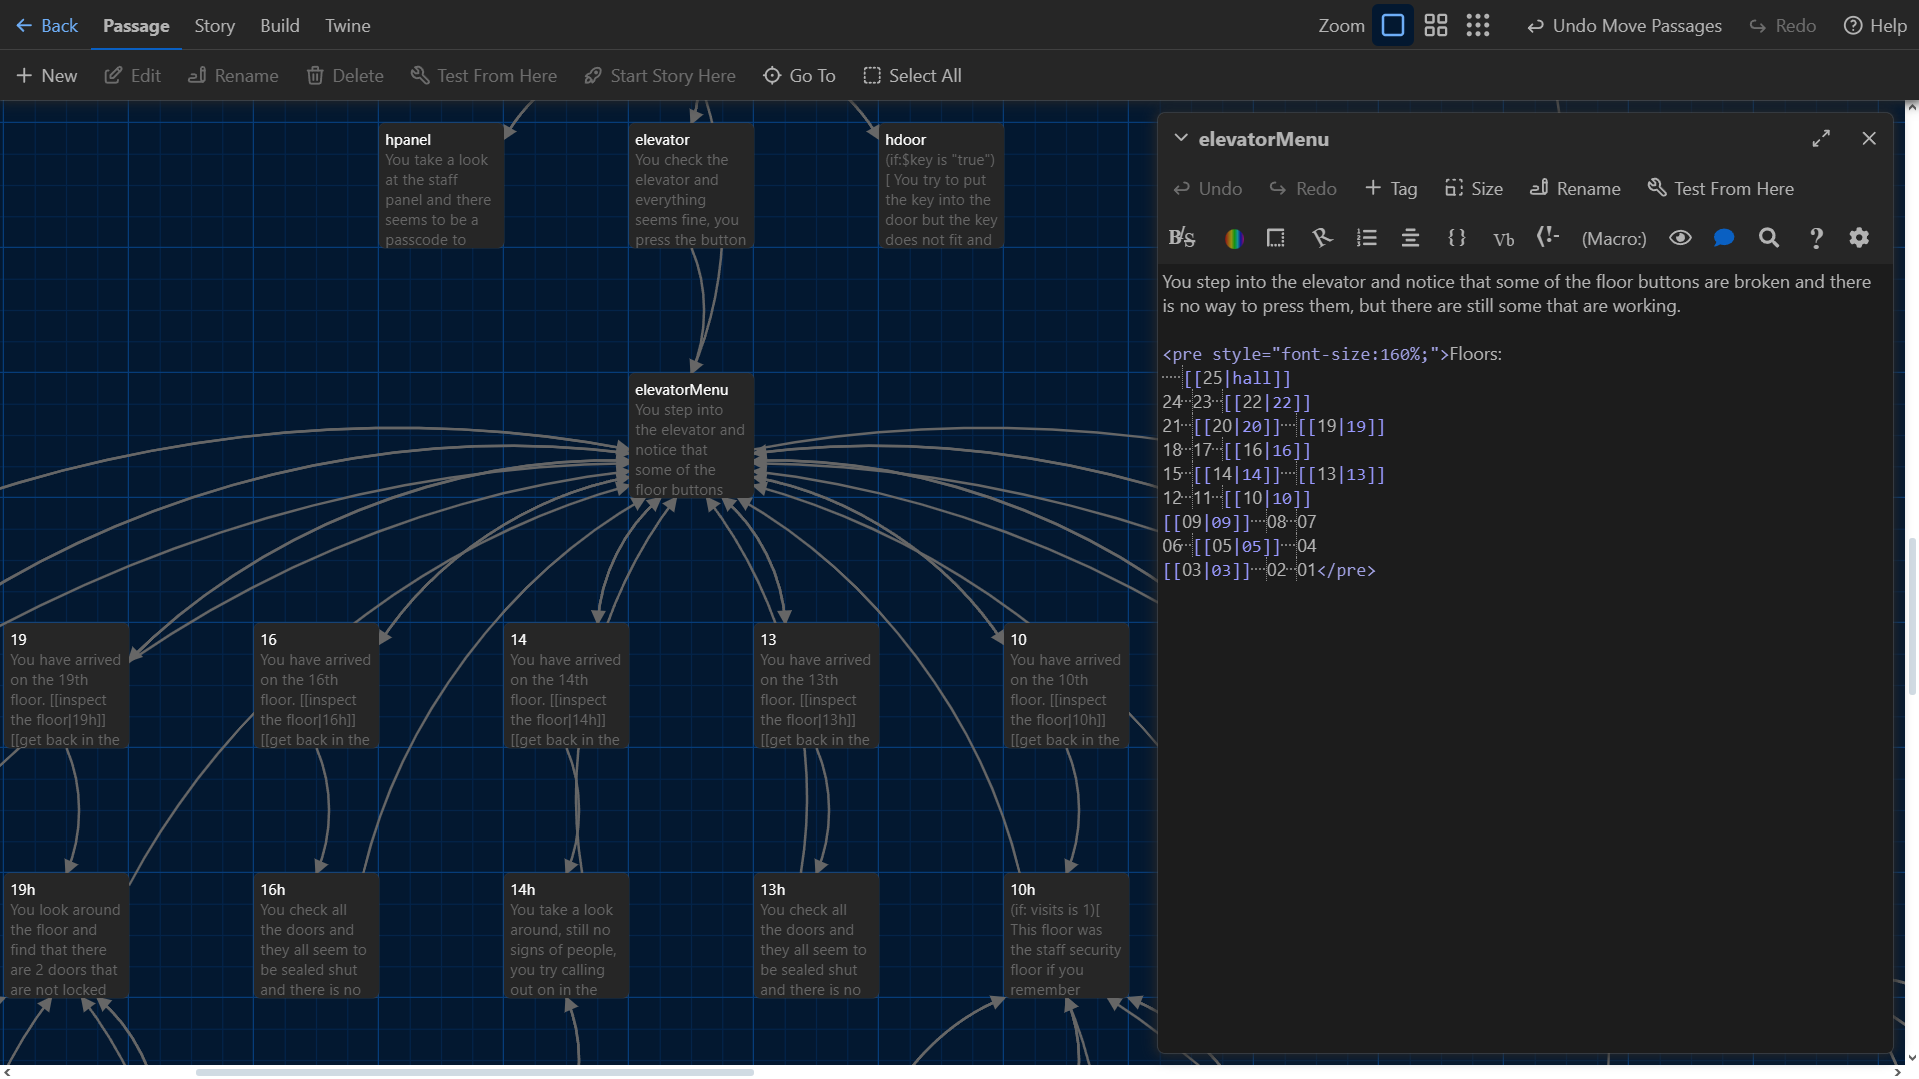 Back
Passage
Story
Build
Twine
Zoom
Undo Move Passages
Redo
Help
New
Edit
Rename
Delete
Test From Here
Start Story Here
Go To
Select All
hpanel
You take a look
at the staff
panel and there
seems to be a
passcode to
elevator
You check the
elevator and
everything
seems fine, you
press the button
hdoor
(if:$key is "true")
[ You try to put
the key into the
door but the key
does not fit and
elevatorMenu
You step into
the elevator and
notice that
some of the
floor buttons
19
You have arrived
on the 19th
floor. [[inspect
the floor|19h]]
[[get back in the
16
You have arrived
on the 16th
floor. [[inspect
the floor|16h]]
[[get back in the
14
You have arrived
on the 14th
floor. [[inspect
the floor|14h]]
[[get back in the
13
You have arrived
on the 13th
floor. [[inspect
the floor|13h]]
[[get back in the
10
You have arrived
on the 10th
floor. [[inspect
the floor|10h]]
[[get back in the
19h
You look around
the floor and
find that there
are 2 doors that
are not locked
16h
You check all
the doors and
they all seem to
be sealed shut
and there is no
14h
You take a look
around, still no
signs of people,
you try calling
out on in the
13h
You check all
the doors and
they all seem to
be sealed shut
and there is no
10h
(if: visits is 1)[
This floor was
the staff security
floor if you
remember
elevatorMenu
Undo
Redo
Tag
Size
Rename
Test From Here
B/S
{}
Vb
(Macro:)
?
You step into the elevator and notice that some of the floor buttons are broken and there
is no way to press them, but there are still some that are working.
<pre style="font-size:160%;">Floors:
[[25|hall]]
24 23 [[22|22]]
21 [[20|20]] [[19|19]]
18 17 [[16|16]]
15 [[14|14]] [[13|13]]
12 11 [[10|10]]
[[09|09]] 08 07
06 [[05|05]] 04
[[03|03]] 02 01</pre>